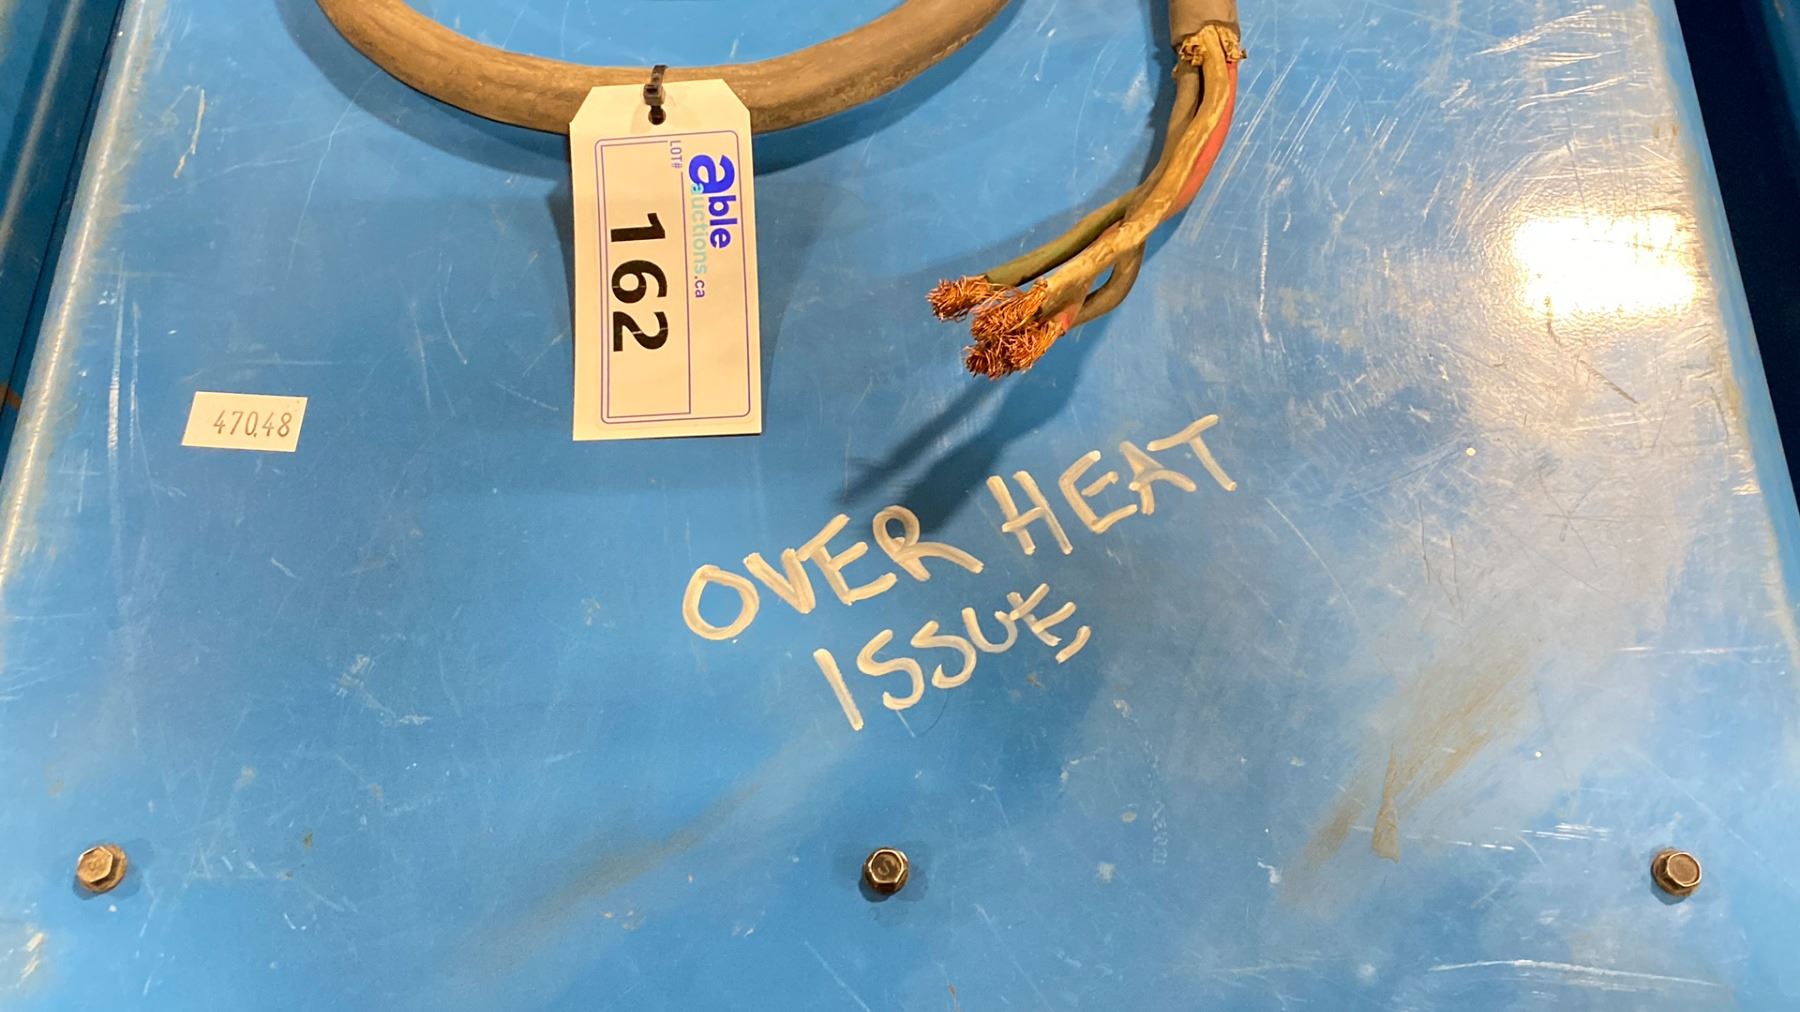 able
auctions.ca
LOT#
162
470.48
OVER HEAT
ISSUE